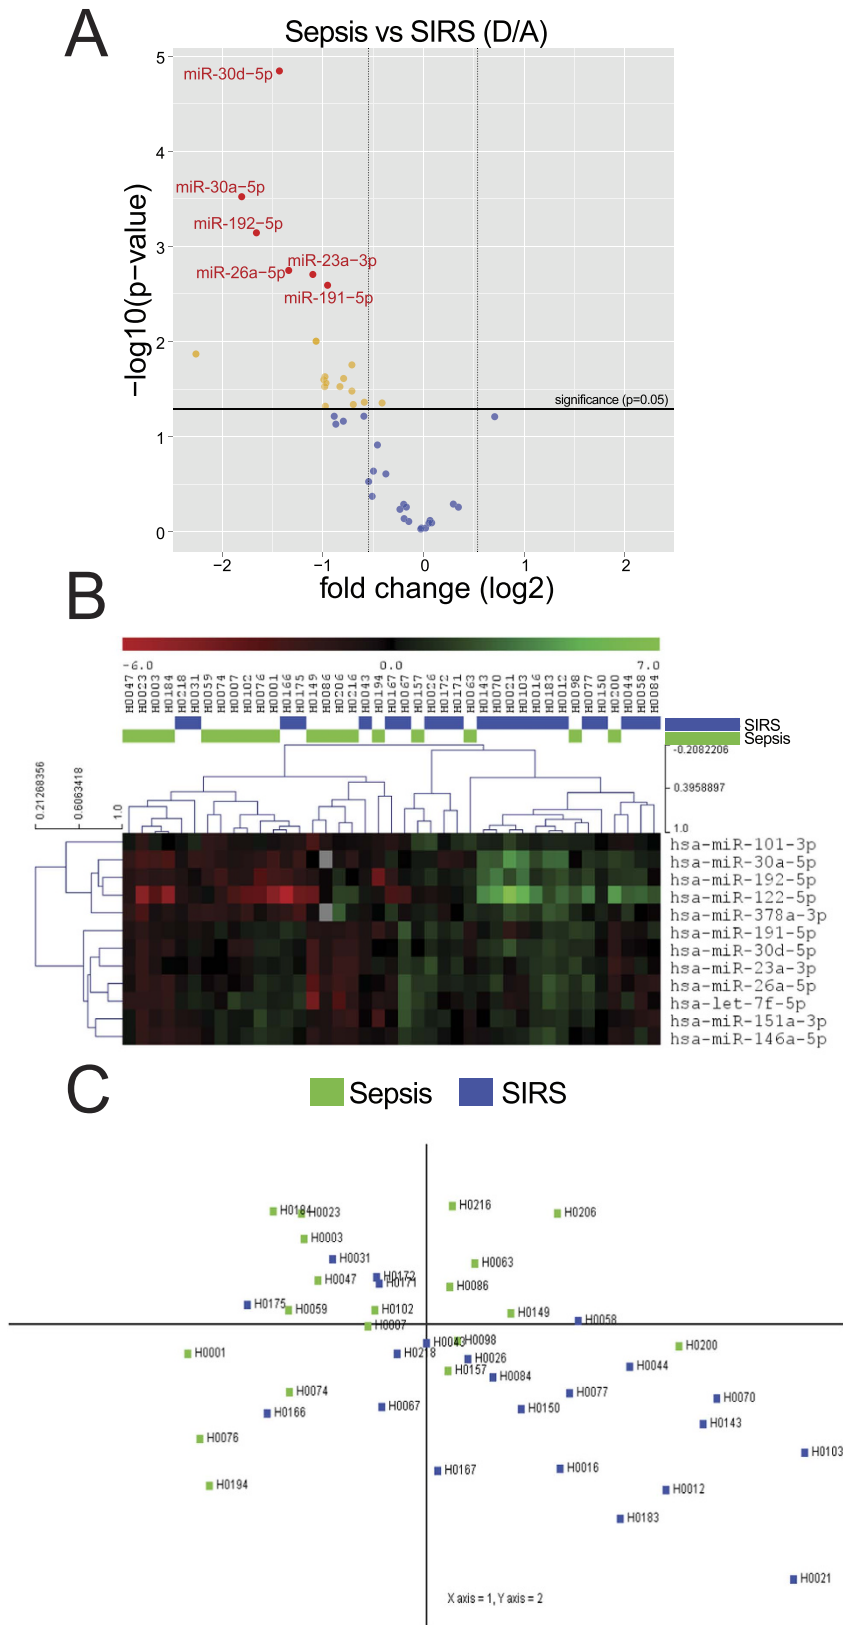 A
Sepsis vs SIRS (D/A)
5
miR-30d−5p
4
miR-30a−5p
miR-192−5p
3
miR-23a−3p
miR-26a−5p
miR-191−5p
2
significance (p=0.05)
1
0
−log10(p−value)
−2 −1 0 1 2
fold change (log2)
B
-6.0 0.0 7.0
H0047 H0023 H0003 H0184 H0218 H0031 H0059 H0074 H0007 H0102 H0076 H0001 H0166 H0175 H0149 H0086 H0206 H0216 H0043 H0194 H0167 H0067 H0157 H0026 H0172 H0171 H0063 H0143 H0070 H0021 H0103 H0016 H0183 H0012 H0098 H0077 H0150 H0200 H0044 H0058 H0084
SIRS
Sepsis
-0.2082206
0.3958897
1.0
0.21268356 0.6063418 1.0
hsa-miR-101-3p
hsa-miR-30a-5p
hsa-miR-192-5p
hsa-miR-122-5p
hsa-miR-378a-3p
hsa-miR-191-5p
hsa-miR-30d-5p
hsa-miR-23a-3p
hsa-miR-26a-5p
hsa-let-7f-5p
hsa-miR-151a-3p
hsa-miR-146a-5p
C
Sepsis SIRS
H0216
H0184 H0023 H0206
H0003
H0031
H0063
H0172
H0047 H0171
H0086
H0175
H0059 H0102 H0149
H0058
H0007
H0043 H0098
H0200
H0001 H0218
H0026
H0044
H0157
H0084
H0074 H0077
H0070
H0067 H0150
H0166
H0143
H0076
H0103
H0167 H0016
H0194
H0012
H0183
H0021
X axis = 1, Y axis = 2